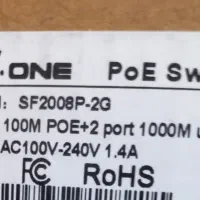 .ONE PoE Sw
: SF2008P-2G
100M POE+2 port 1000M u
AC100V-240V 1.4A
FC RoHS